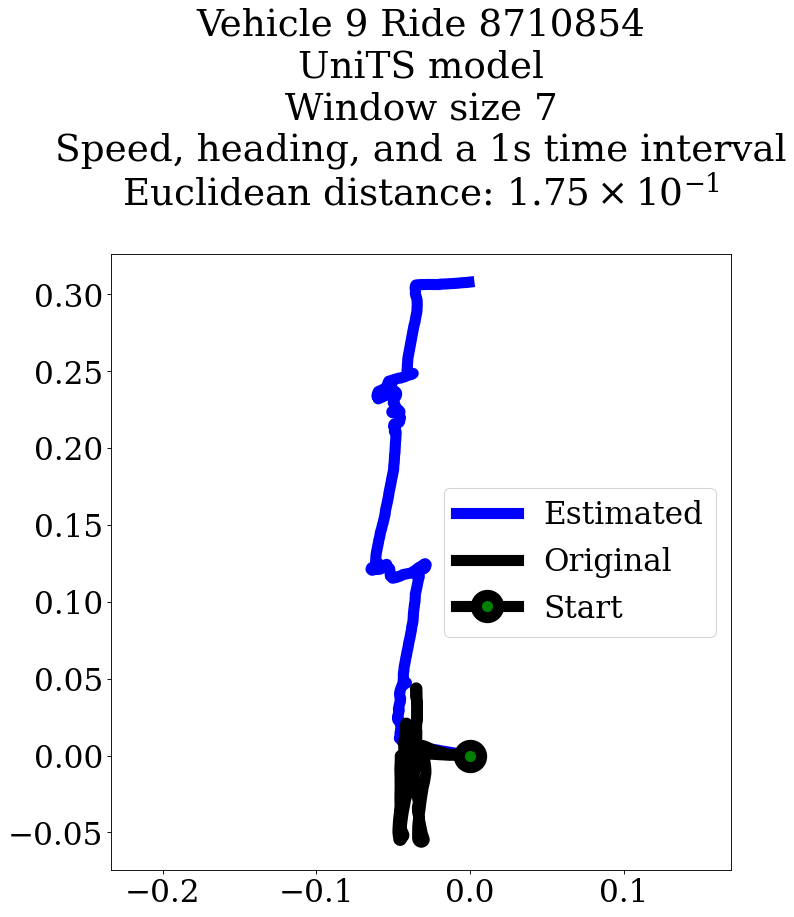 Vehicle 9 Ride 8710854
UniTS model
Window size 7
Speed, heading, and a 1s time interval
Euclidean distance: 1.75 × 10⁻¹
0.30
0.25
0.20
0.15
0.10
0.05
0.00
−0.05
Estimated
Original
Start
−0.2 −0.1 0.0 0.1